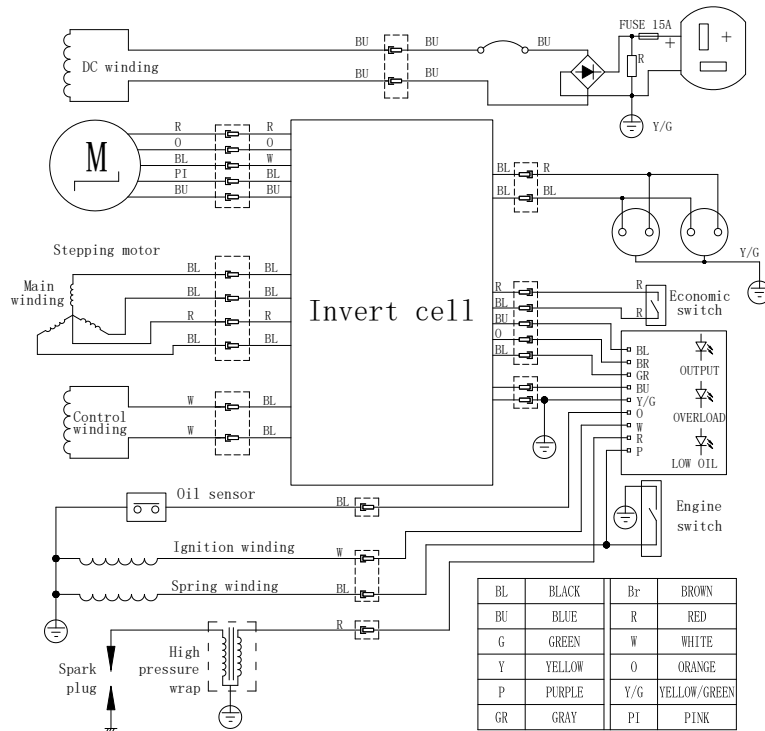 DC winding
BU
BU
BU
BU
BU
FUSE 15A
+
+
R
Y/G
M
R
O
BL
PI
BU
R
O
W
BL
BU
Stepping motor
Main
winding
BL
BL
R
BL
BL
BL
R
BL
Control
winding
W
W
BL
BL
Invert cell
BL
R
BL
BL
Y/G
R
BL
BU
O
BL
R
R
Economic
switch
BL
BR
GR
BU
Y/G
O
W
R
P
OUTPUT
OVERLOAD
LOW OIL
Oil sensor
BL
Engine
switch
Ignition winding
W
Spring winding
BL
Spark
plug
High
pressure
wrap
R
BL BLACK Br BROWN
BU BLUE R RED
G GREEN W WHITE
Y YELLOW O ORANGE
P PURPLE Y/G YELLOW/GREEN
GR GRAY PI PINK